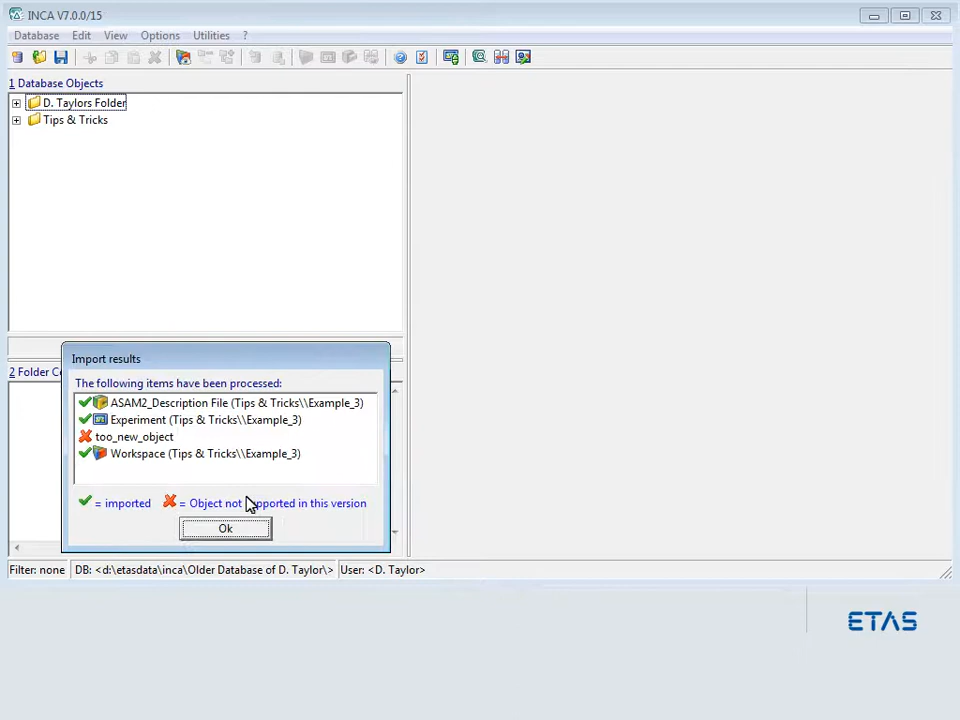 INCA V7.0.0/15
Database Edit View Options Utilities ?
1 Database Objects
D. Taylors Folder
Tips & Tricks
2 Folder Co
Import results
The following items have been processed:
ASAM2_Description File (Tips & Tricks\\Example_3)
Experiment (Tips & Tricks\\Example_3)
too_new_object
Workspace (Tips & Tricks\\Example_3)
= imported = Object not pported in this version
Ok
Filter: none DB: <d:\etasdata\inca\Older Database of D. Taylor\> User: <D. Taylor>
ETAS